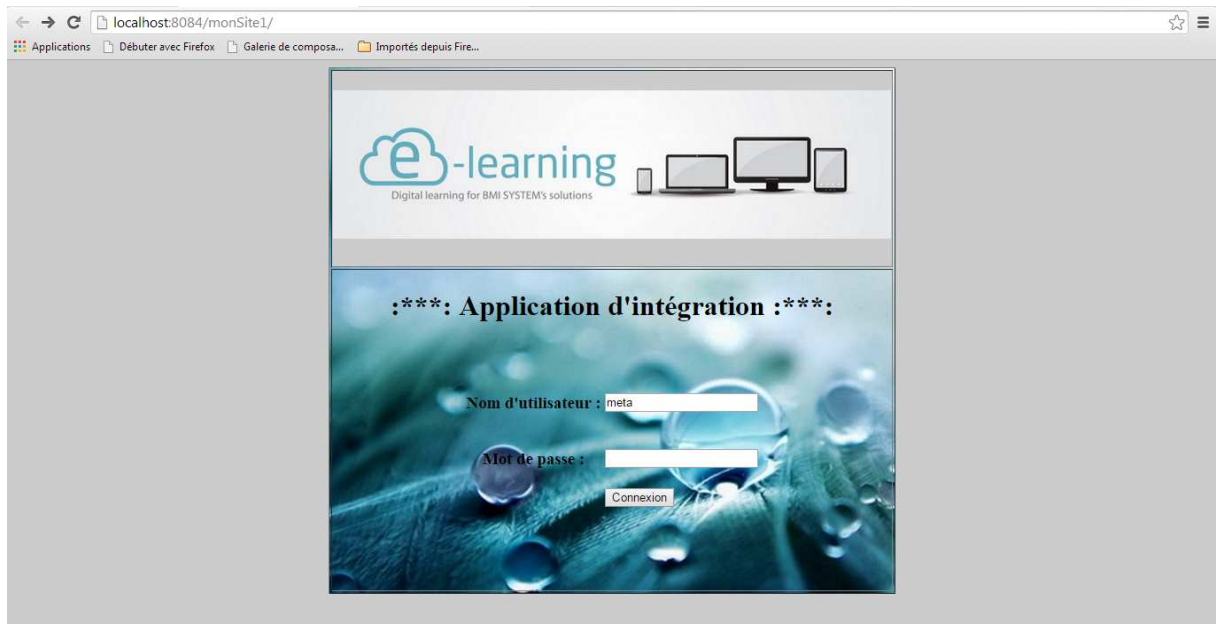 localhost:8084/monSite1/
Applications Débuter avec Firefox Galerie de composa... Importés depuis Fire...
e-learning
Digital learning for BMI SYSTEM's solutions
:***: Application d'intégration :***:
Nom d'utilisateur : meta
Mot de passe :
Connexion